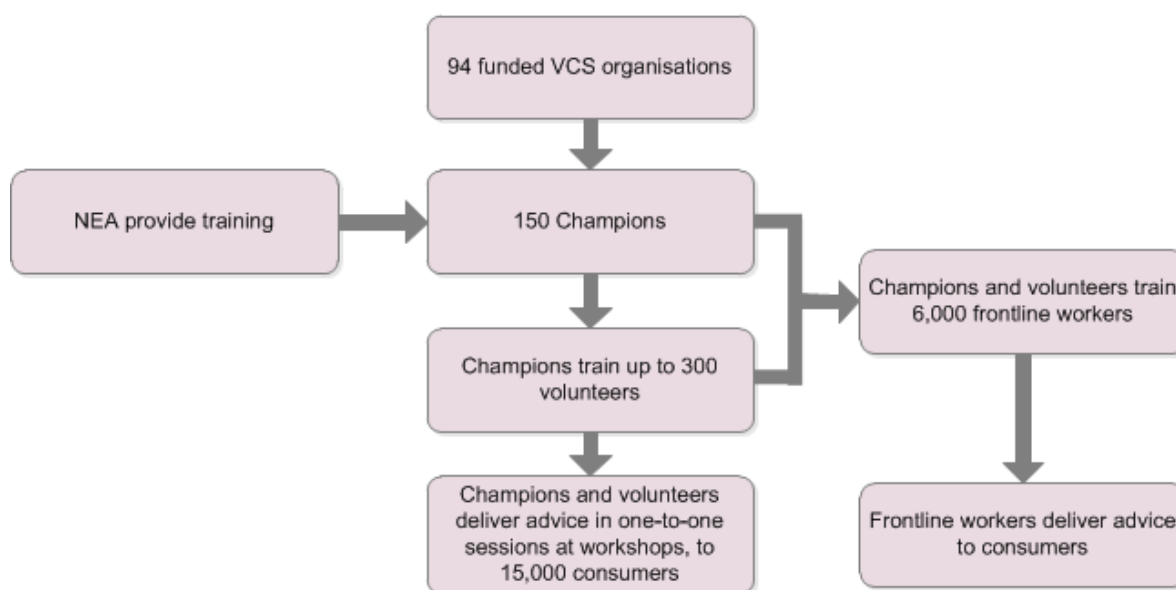 94 funded VCS organisations
NEA provide training
150 Champions
Champions and volunteers train
6,000 frontline workers
Champions train up to 300
volunteers
Champions and volunteers
deliver advice in one-to-one
sessions at workshops, to
15,000 consumers
Frontline workers deliver advice
to consumers